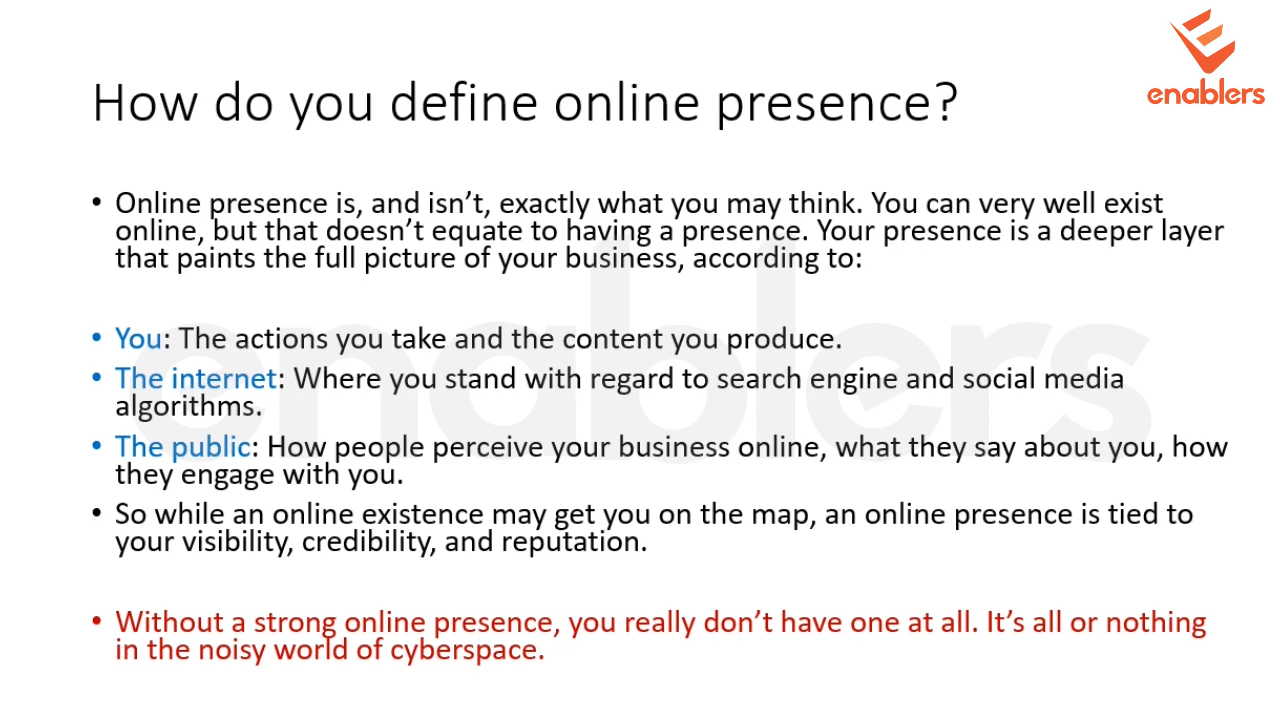 enablers
How do you define online presence?
• Online presence is, and isn’t, exactly what you may think. You can very well exist
online, but that doesn’t equate to having a presence. Your presence is a deeper layer
that paints the full picture of your business, according to:
• You: The actions you take and the content you produce.
• The internet: Where you stand with regard to search engine and social media
algorithms.
• The public: How people perceive your business online, what they say about you, how
they engage with you.
• So while an online existence may get you on the map, an online presence is tied to
your visibility, credibility, and reputation.
• Without a strong online presence, you really don’t have one at all. It’s all or nothing
in the noisy world of cyberspace.
enablers